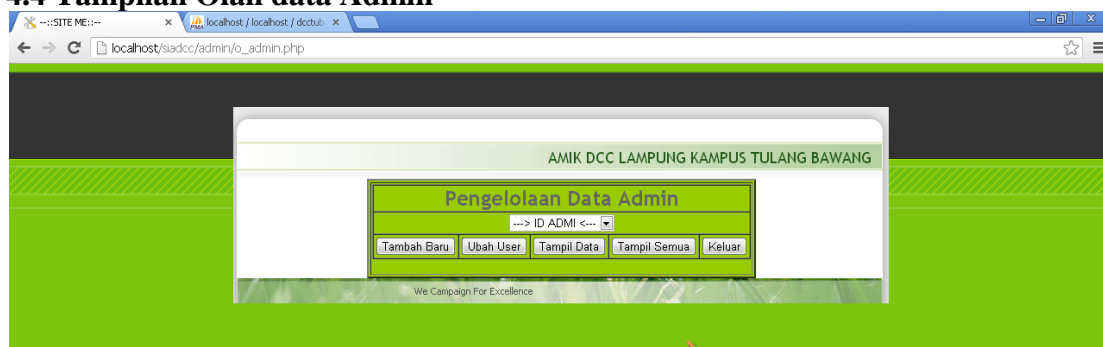 4.4 Tampilan Olah data Admin
--::SITE ME::--
localhost / localhost / dcctub
localhost/siadcc/admin/o_admin.php
AMIK DCC LAMPUNG KAMPUS TULANG BAWANG
Pengelolaan Data Admin
---> ID ADMI <---
Tambah Baru Ubah User Tampil Data Tampil Semua Keluar
We Campaign For Excellence